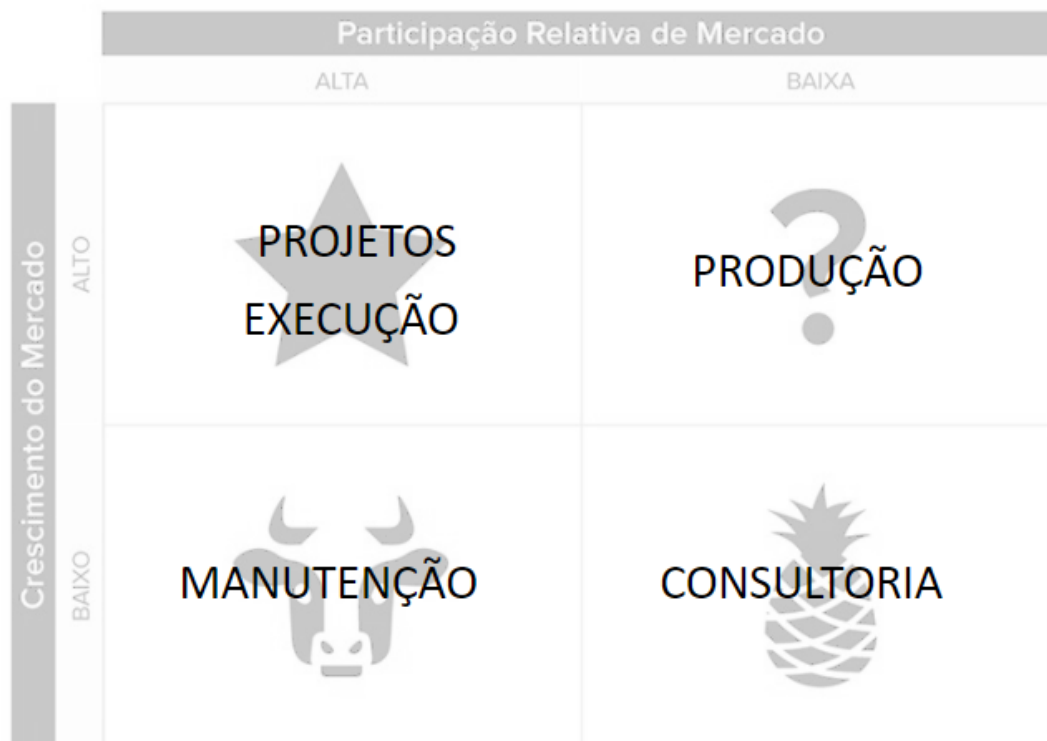 Participação Relativa de Mercado
ALTA
BAIXA
Crescimento do Mercado
ALTO
PROJETOS
EXECUÇÃO
PRODUÇÃO
BAIXO
MANUTENÇÃO
CONSULTORIA